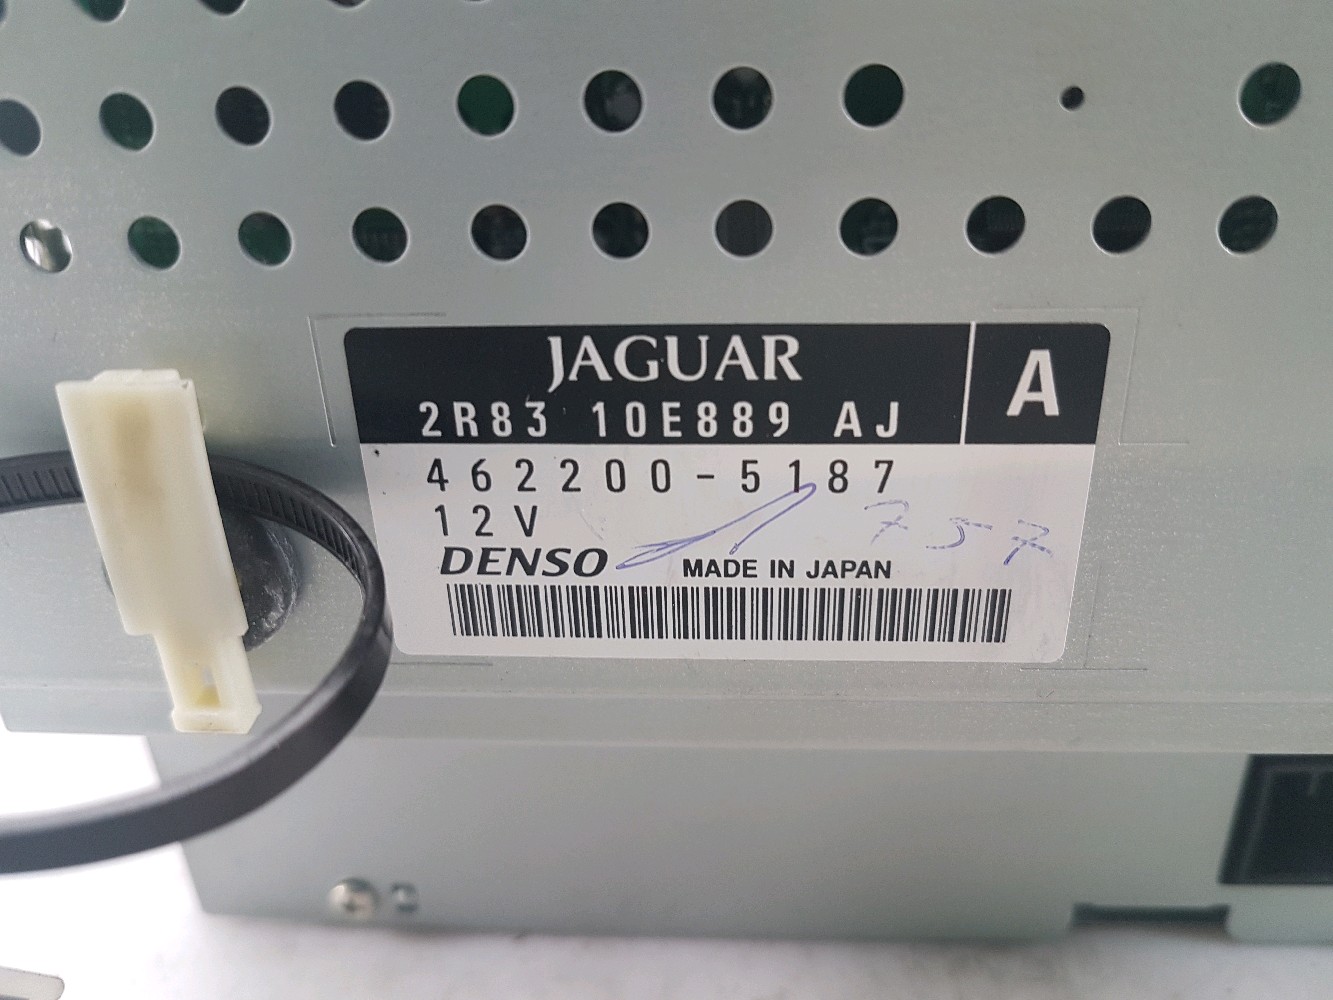 JAGUAR
2R83 10E889 AJ
A
462200-5187
12V
757
DENSO MADE IN JAPAN